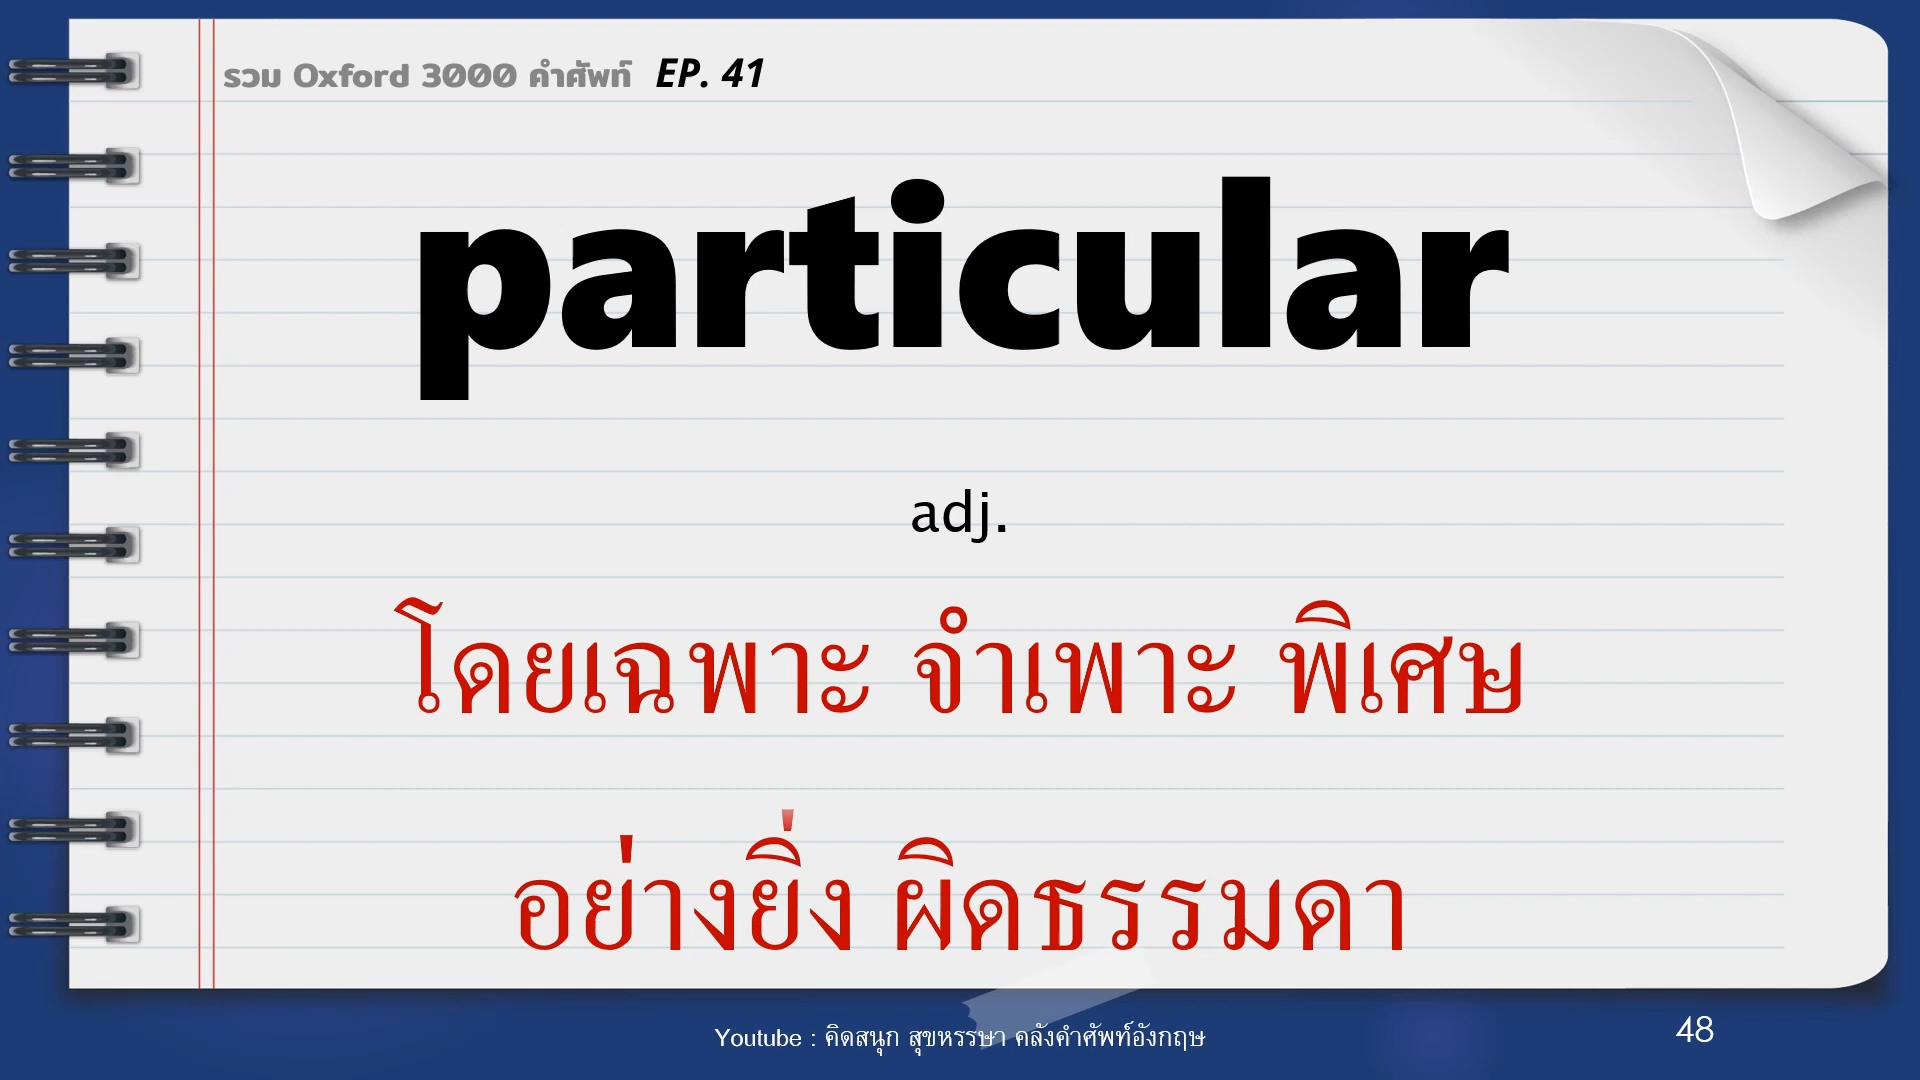 รวม Oxford 3000 คำศัพท์ EP. 41
particular
adj.
โดยเฉพาะ จำเพาะ พิเศษ
อย่างยิ่ง ผิดธรรมดา
Youtube : คิดสนุก สุขหรรษา คลังคำศัพท์อังกฤษ
48